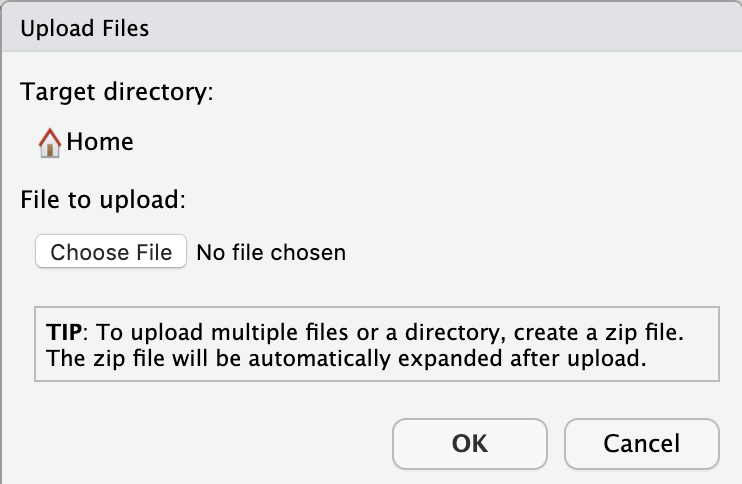 Upload Files
Target directory:
Home
File to upload:
Choose File No file chosen
TIP: To upload multiple files or a directory, create a zip file.
The zip file will be automatically expanded after upload.
OK Cancel